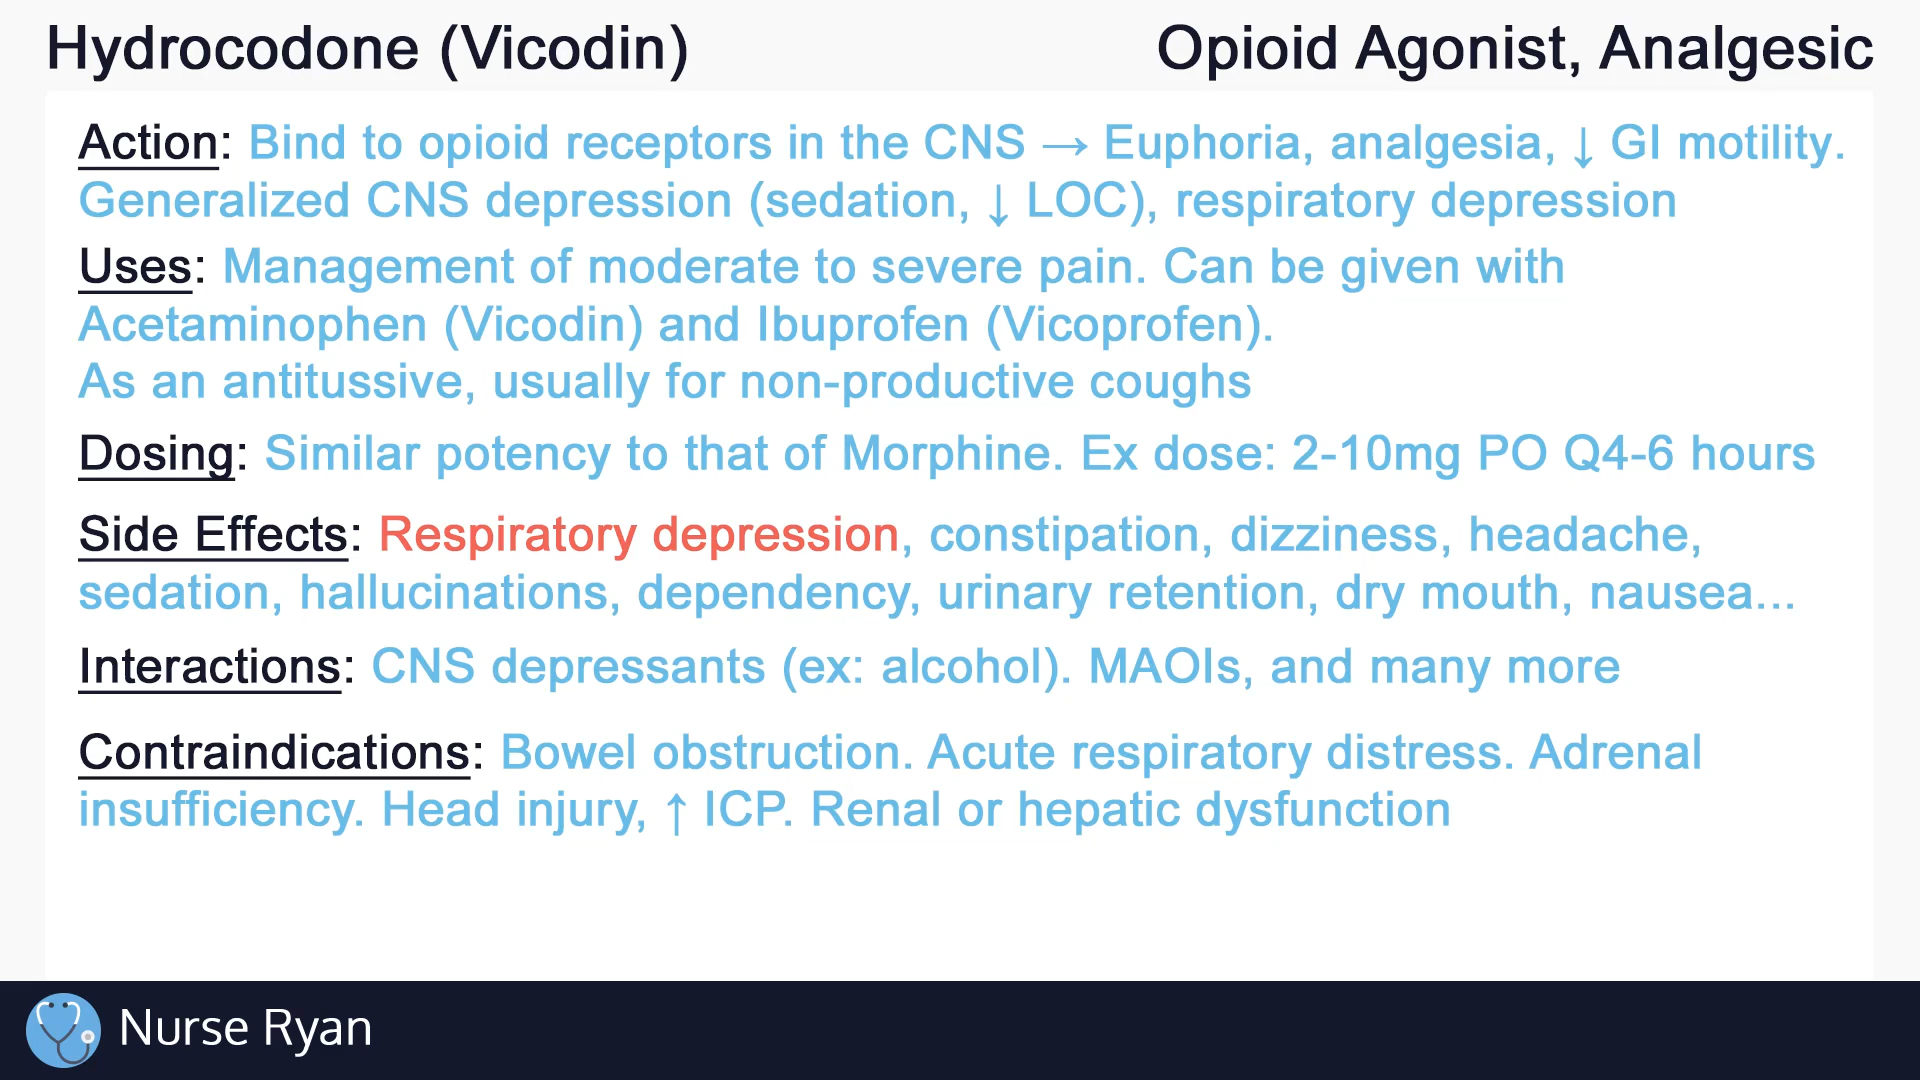 Hydrocodone (Vicodin)
Opioid Agonist, Analgesic
Action: Bind to opioid receptors in the CNS → Euphoria, analgesia, ↓ GI motility.
Generalized CNS depression (sedation, ↓ LOC), respiratory depression
Uses: Management of moderate to severe pain. Can be given with
Acetaminophen (Vicodin) and Ibuprofen (Vicoprofen).
As an antitussive, usually for non-productive coughs
Dosing: Similar potency to that of Morphine. Ex dose: 2-10mg PO Q4-6 hours
Side Effects: Respiratory depression, constipation, dizziness, headache,
sedation, hallucinations, dependency, urinary retention, dry mouth, nausea...
Interactions: CNS depressants (ex: alcohol). MAOIs, and many more
Contraindications: Bowel obstruction. Acute respiratory distress. Adrenal
insufficiency. Head injury, ↑ ICP. Renal or hepatic dysfunction
Nurse Ryan